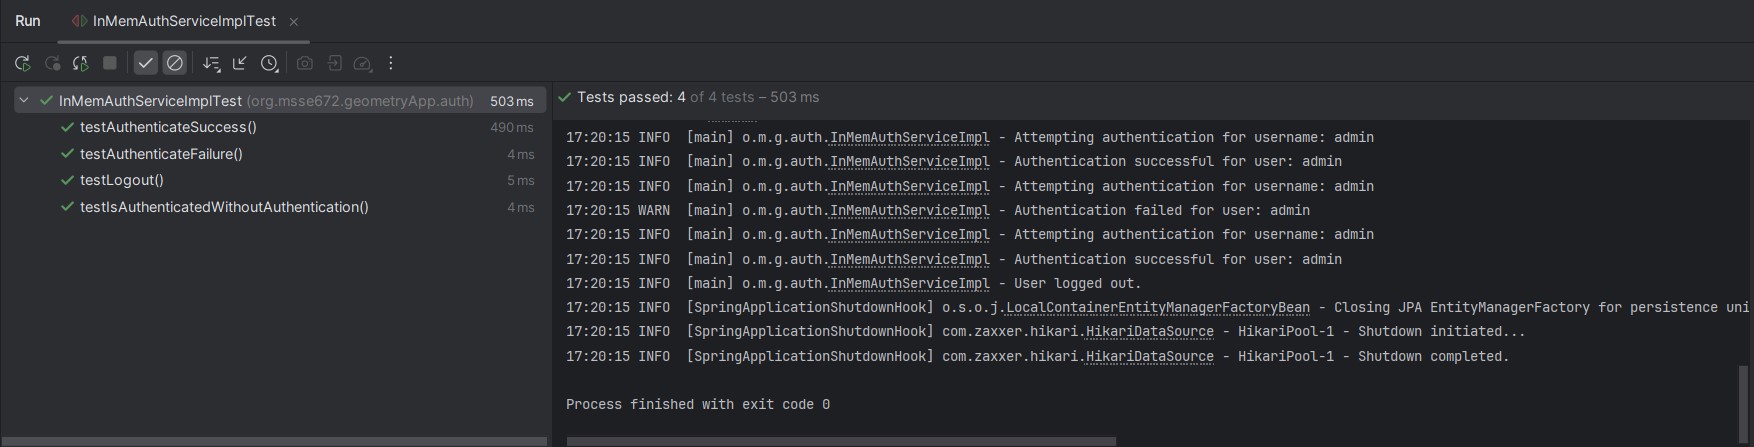 Run InMemAuthServiceImplTest
InMemAuthServiceImplTest (org.msse672.geometryApp.auth) 503 ms
testAuthenticateSuccess() 490 ms
testAuthenticateFailure() 4 ms
testLogout() 5 ms
testIsAuthenticatedWithoutAuthentication() 4 ms
Tests passed: 4 of 4 tests – 503 ms
17:20:15 INFO [main] o.m.g.auth.InMemAuthServiceImpl - Attempting authentication for username: admin
17:20:15 INFO [main] o.m.g.auth.InMemAuthServiceImpl - Authentication successful for user: admin
17:20:15 INFO [main] o.m.g.auth.InMemAuthServiceImpl - Attempting authentication for username: admin
17:20:15 WARN [main] o.m.g.auth.InMemAuthServiceImpl - Authentication failed for user: admin
17:20:15 INFO [main] o.m.g.auth.InMemAuthServiceImpl - Attempting authentication for username: admin
17:20:15 INFO [main] o.m.g.auth.InMemAuthServiceImpl - Authentication successful for user: admin
17:20:15 INFO [main] o.m.g.auth.InMemAuthServiceImpl - User logged out.
17:20:15 INFO [SpringApplicationShutdownHook] o.s.o.j.LocalContainerEntityManagerFactoryBean - Closing JPA EntityManagerFactory for persistence uni
17:20:15 INFO [SpringApplicationShutdownHook] com.zaxxer.hikari.HikariDataSource - HikariPool-1 - Shutdown initiated...
17:20:15 INFO [SpringApplicationShutdownHook] com.zaxxer.hikari.HikariDataSource - HikariPool-1 - Shutdown completed.
Process finished with exit code 0